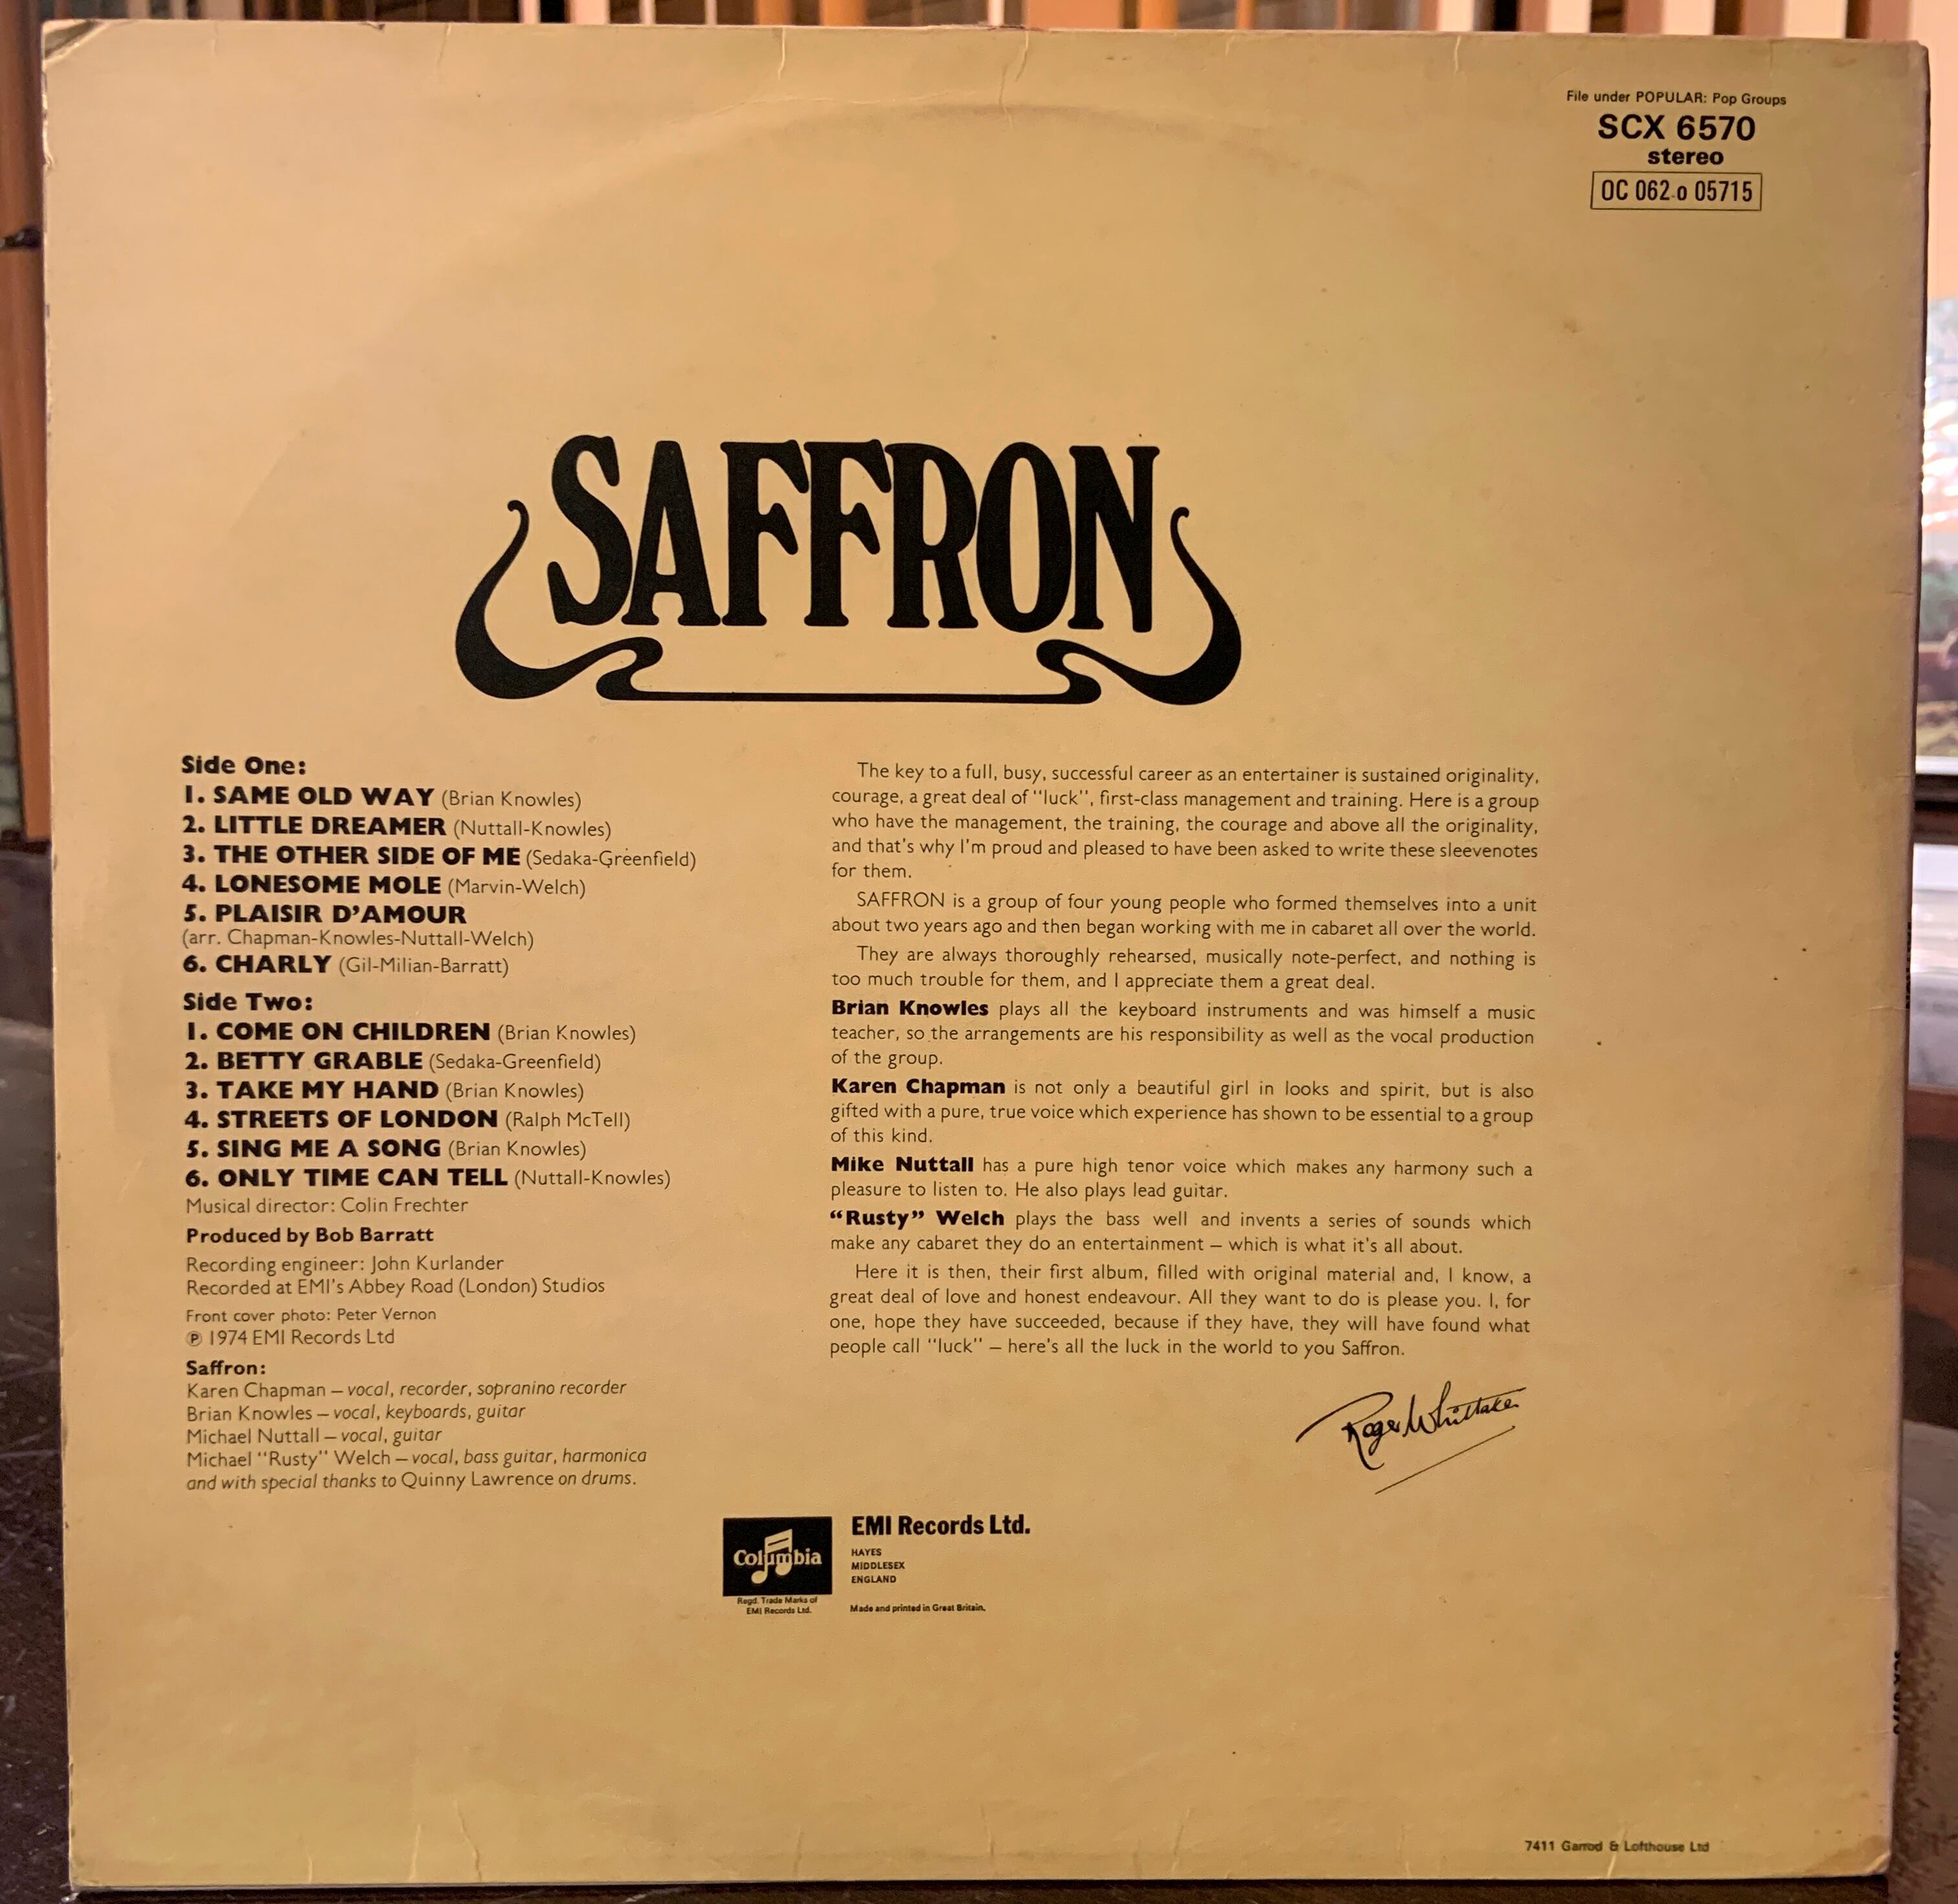 File under POPULAR: Pop Groups
SCX 6570
stereo
OC 062 o 05715
SAFFRON
Side One:
1. SAME OLD WAY (Brian Knowles)
2. LITTLE DREAMER (Nuttall-Knowles)
3. THE OTHER SIDE OF ME (Sedaka-Greenfield)
4. LONESOME MOLE (Marvin-Welch)
5. PLAISIR D'AMOUR
(arr. Chapman-Knowles-Nuttall-Welch)
6. CHARLY (Gil-Milian-Barratt)
Side Two:
1. COME ON CHILDREN (Brian Knowles)
2. BETTY GRABLE (Sedaka-Greenfield)
3. TAKE MY HAND (Brian Knowles)
4. STREETS OF LONDON (Ralph McTell)
5. SING ME A SONG (Brian Knowles)
6. ONLY TIME CAN TELL (Nuttall-Knowles)
Musical director: Colin Frechter
Produced by Bob Barratt
Recording engineer: John Kurlander
Recorded at EMI's Abbey Road (London) Studios
Front cover photo: Peter Vernon
℗ 1974 EMI Records Ltd
Saffron:
Karen Chapman – vocal, recorder, sopranino recorder
Brian Knowles – vocal, keyboards, guitar
Michael Nuttall – vocal, guitar
Michael "Rusty" Welch – vocal, bass guitar, harmonica
and with special thanks to Quinny Lawrence on drums.
The key to a full, busy, successful career as an entertainer is sustained originality,
courage, a great deal of "luck", first-class management and training. Here is a group
who have the management, the training, the courage and above all the originality,
and that's why I'm proud and pleased to have been asked to write these sleevenotes
for them.
SAFFRON is a group of four young people who formed themselves into a unit
about two years ago and then began working with me in cabaret all over the world.
They are always thoroughly rehearsed, musically note-perfect, and nothing is
too much trouble for them, and I appreciate them a great deal.
Brian Knowles plays all the keyboard instruments and was himself a music
teacher, so the arrangements are his responsibility as well as the vocal production
of the group.
Karen Chapman is not only a beautiful girl in looks and spirit, but is also
gifted with a pure, true voice which experience has shown to be essential to a group
of this kind.
Mike Nuttall has a pure high tenor voice which makes any harmony such a
pleasure to listen to. He also plays lead guitar.
"Rusty" Welch plays the bass well and invents a series of sounds which
make any cabaret they do an entertainment – which is what it's all about.
Here it is then, their first album, filled with original material and, I know, a
great deal of love and honest endeavour. All they want to do is please you. I, for
one, hope they have succeeded, because if they have, they will have found what
people call "luck" – here's all the luck in the world to you Saffron.
Roger Whittaker
Columbia
Regd. Trade Marks of
EMI Records Ltd.
EMI Records Ltd.
HAYES
MIDDLESEX
ENGLAND
Made and printed in Great Britain.
7411 Garrod & Lofthouse Ltd